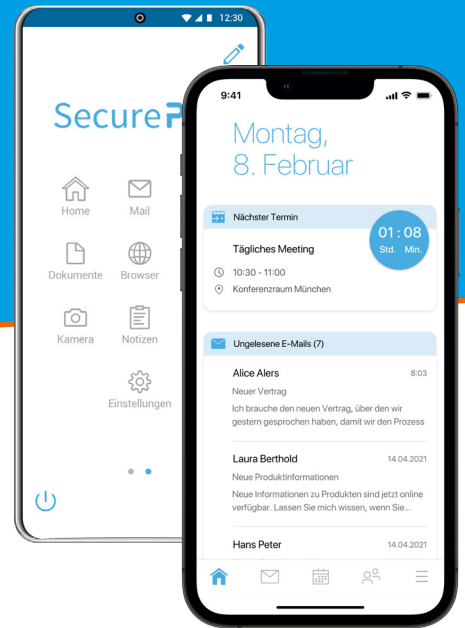 12:30
SecureP
Home
Mail
Dokumente
Browser
Kamera
Notizen
Einstellungen
9:41
Montag,
8. Februar
Nächster Termin
01 : 08
Std. Min.
Tägliches Meeting
10:30 - 11:00
Konferenzraum München
Ungelesene E-Mails (7)
Alice Alers 8:03
Neuer Vertrag
Ich brauche den neuen Vertrag, über den wir
gestern gesprochen haben, damit wir den Prozess
Laura Berthold 14.04.2021
Neue Produktinformationen
Neue Informationen zu Produkten sind jetzt online
verfügbar. Lassen Sie mich wissen, wenn Sie...
Hans Peter 14.04.2021